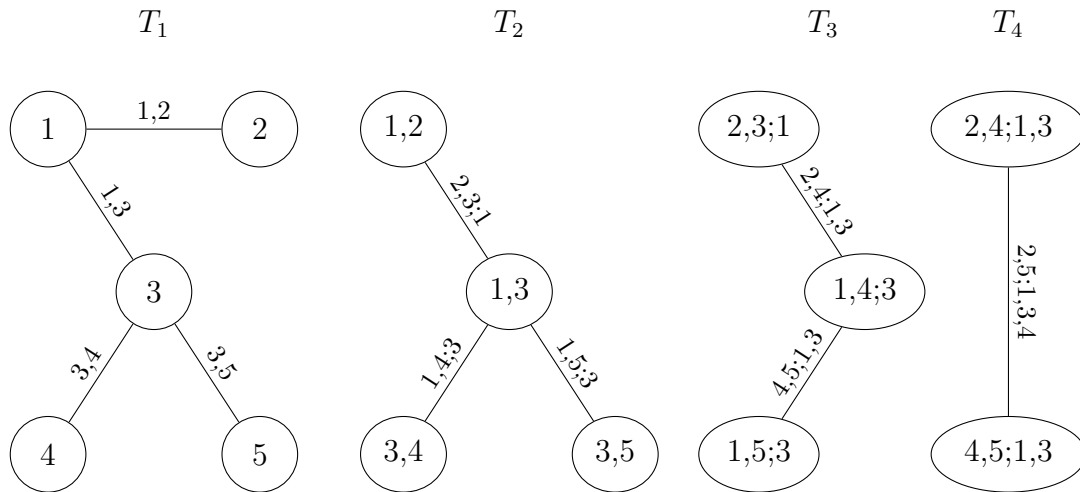 T₁ T₂ T₃ T₄
1 1,2 2 1,2 2,3;1 2,4;1,3
1,3 2,3;1 2,4;1,3
3 1,3 1,4;3 2,5;1,3,4
3,4 3,5 1,4;3 1,5;3 4,5;1,3
4 5 3,4 3,5 1,5;3 4,5;1,3